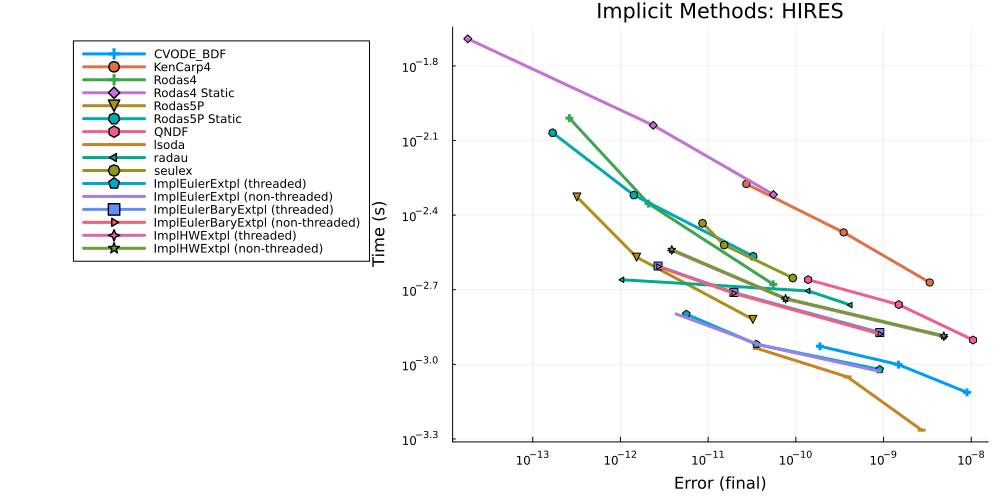 Implicit Methods: HIRES
CVODE_BDF
KenCarp4
Rodas4
Rodas4 Static
Rodas5P
Rodas5P Static
QNDF
lsoda
radau
seulex
ImplEulerExtpl (threaded)
ImplEulerExtpl (non-threaded)
ImplEulerBaryExtpl (threaded)
ImplEulerBaryExtpl (non-threaded)
ImplHWExtpl (threaded)
ImplHWExtpl (non-threaded)
Time (s)
10⁻¹·⁸
10⁻²·¹
10⁻²·⁴
10⁻²·⁷
10⁻³·⁰
10⁻³·³
10⁻¹³ 10⁻¹² 10⁻¹¹ 10⁻¹⁰ 10⁻⁹ 10⁻⁸
Error (final)